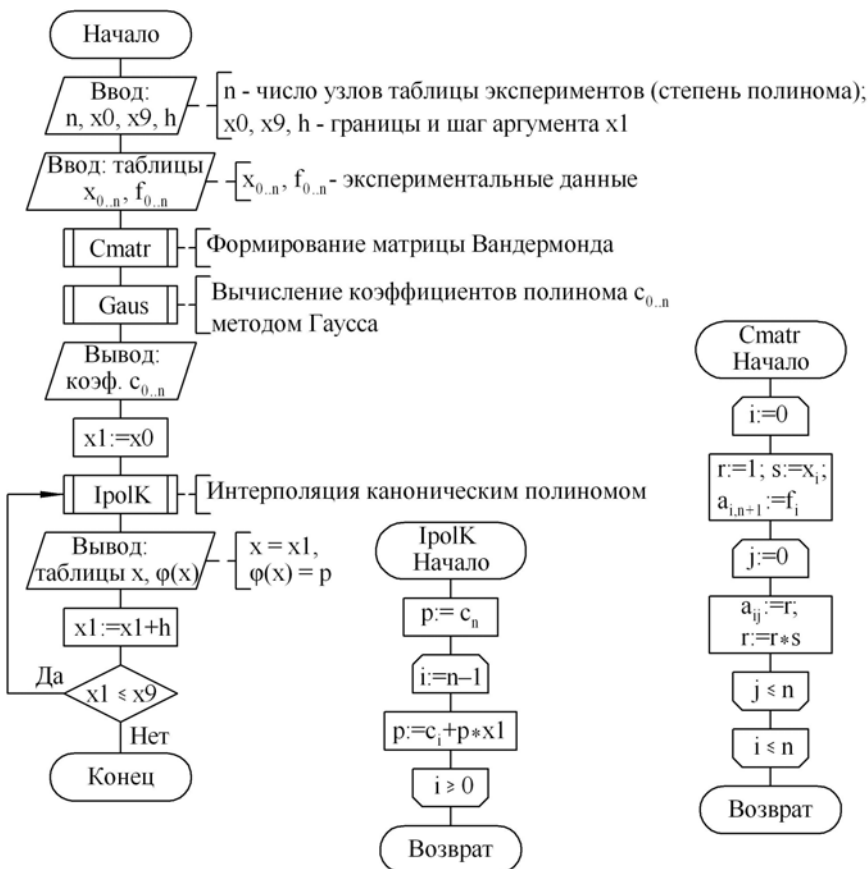 Начало
Ввод:
n, x0, x9, h
n - число узлов таблицы экспериментов (степень полинома);
x0, x9, h - границы и шаг аргумента x1
Ввод: таблицы
x₀..ₙ, f₀..ₙ
x₀..ₙ, f₀..ₙ - экспериментальные данные
Cmatr
Формирование матрицы Вандермонда
Gaus
Вычисление коэффициентов полинома c₀..ₙ
методом Гаусса
Вывод:
коэф. c₀..ₙ
x1:=x0
IpolK
Интерполяция каноническим полиномом
Вывод:
таблицы x, φ(x)
x = x1,
φ(x) = p
x1:=x1+h
Да
x1 ⩽ x9
Нет
Конец
IpolK
Начало
p:= cₙ
i:=n–1
p:=cᵢ+p*x1
i ⩾ 0
Возврат
Cmatr
Начало
i:=0
r:=1; s:=xᵢ;
aᵢ,ₙ₊₁:=fᵢ
j:=0
aᵢⱼ:=r;
r:=r*s
j ⩽ n
i ⩽ n
Возврат